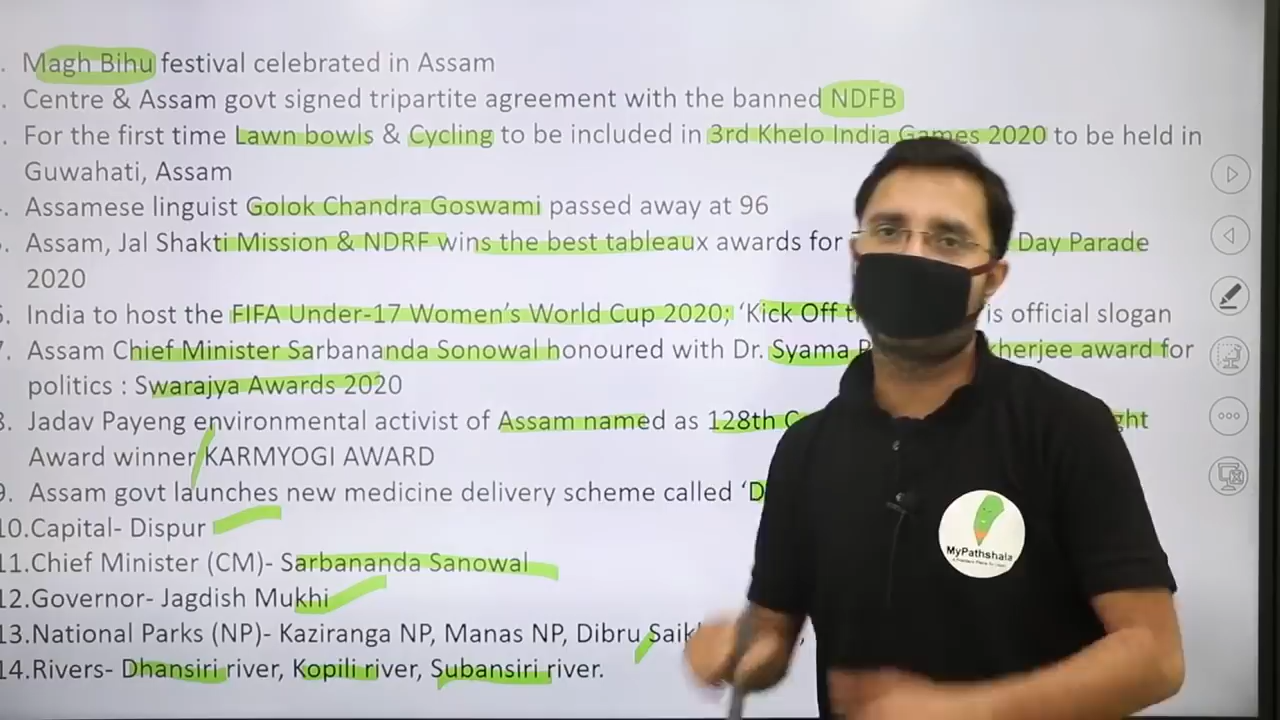 . Magh Bihu festival celebrated in Assam
. Centre & Assam govt signed tripartite agreement with the banned NDFB
. For the first time Lawn bowls & Cycling to be included in 3rd Khelo India Games 2020 to be held in
Guwahati, Assam
. Assamese linguist Golok Chandra Goswami passed away at 96
. Assam, Jal Shakti Mission & NDRF wins the best tableaux awards for Day Parade
2020
. India to host the FIFA Under-17 Women's World Cup 2020; 'Kick Off is official slogan
7. Assam Chief Minister Sarbananda Sonowal honoured with Dr. Syama award for
politics : Swarajya Awards 2020
8. Jadav Payeng environmental activist of Assam named as 128th
Award winner KARMYOGI AWARD
9. Assam govt launches new medicine delivery scheme called '
10.Capital- Dispur
11.Chief Minister (CM)- Sarbananda Sanowal
12.Governor- Jagdish Mukhi
13.National Parks (NP)- Kaziranga NP, Manas NP, Dibru
14.Rivers- Dhansiri river, Kopili river, Subansiri river.
MyPathshala